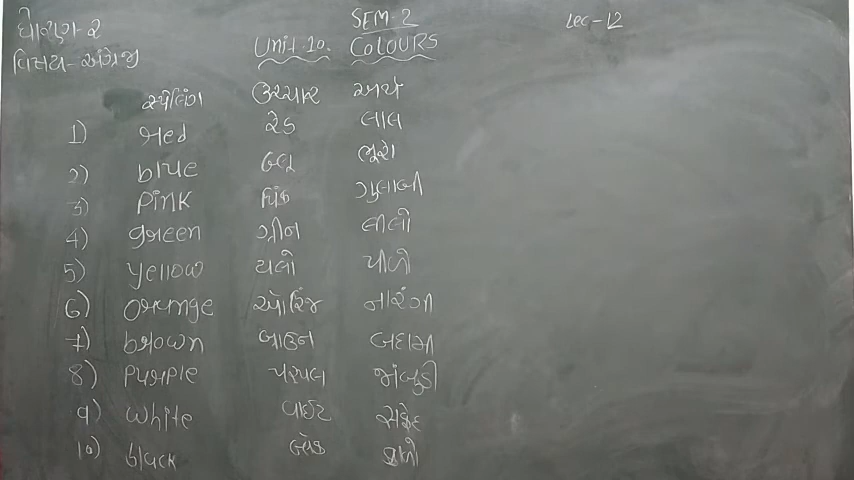 ધોરણ-2 SEM-2 Lec-12
વિષય-અંગ્રેજી Unit-10. COLOURS
સ્પેલિંગ ઉચ્ચાર અર્થ
1) red રેડ લાલ
2) blue બ્લૂ ભૂરો
3) Pink પિંક ગુલાબી
4) green ગ્રીન લીલો
5) yellow યલો પીળો
6) orange ઑરેંજ નારંગી
7) brown બ્રાઉન બદામી
8) Purple પરપલ જાંબુડી
9) white વાઈટ સફેદ
10) black બ્લેક કાળો